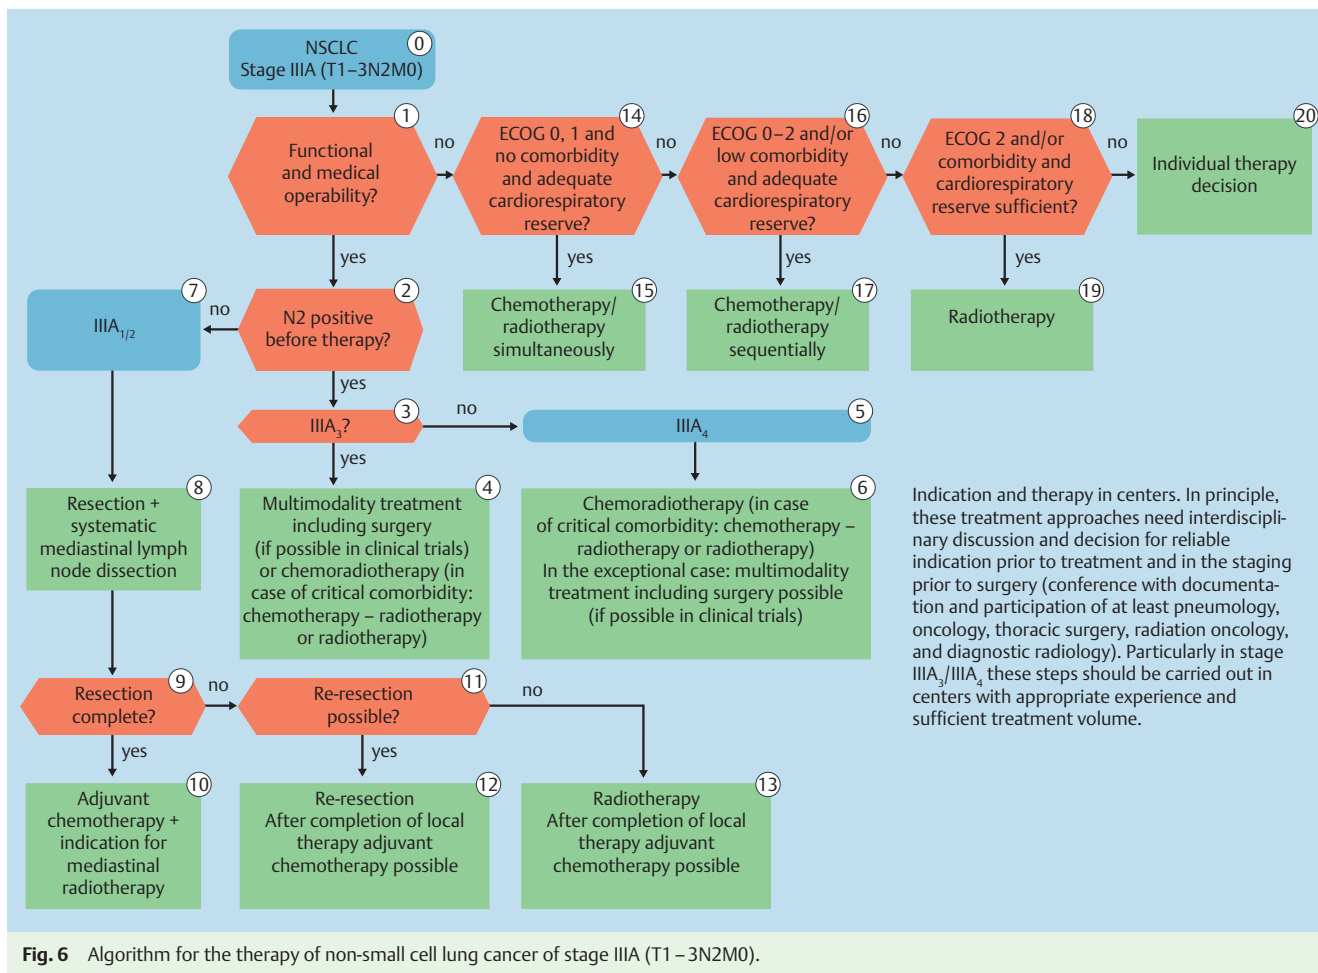 0
NSCLC
Stage IIIA (T1–3N2M0)
1
Functional
and medical
operability?
no
14
ECOG 0, 1 and
no comorbidity
and adequate
cardiorespiratory
reserve?
no
16
ECOG 0–2 and/or
low comorbidity
and adequate
cardiorespiratory
reserve?
no
18
ECOG 2 and/or
comorbidity and
cardiorespiratory
reserve sufficient?
no
20
Individual therapy
decision
yes
yes
yes
yes
7
IIIA1/2
no
2
N2 positive
before therapy?
15
Chemotherapy/
radiotherapy
simultaneously
17
Chemotherapy/
radiotherapy
sequentially
19
Radiotherapy
yes
3
IIIA3?
no
5
IIIA4
yes
8
Resection +
systematic
mediastinal lymph
node dissection
4
Multimodality treatment
including surgery
(if possible in clinical trials)
or chemoradiotherapy (in
case of critical comorbidity:
chemotherapy – radiotherapy
or radiotherapy)
6
Chemoradiotherapy (in case
of critical comorbidity: chemotherapy –
radiotherapy or radiotherapy)
In the exceptional case: multimodality
treatment including surgery possible
(if possible in clinical trials)
Indication and therapy in centers. In principle,
these treatment approaches need interdiscipli-
nary discussion and decision for reliable
indication prior to treatment and in the staging
prior to surgery (conference with documenta-
tion and participation of at least pneumology,
oncology, thoracic surgery, radiation oncology,
and diagnostic radiology). Particularly in stage
IIIA3/IIIA4 these steps should be carried out in
centers with appropriate experience and
sufficient treatment volume.
9
Resection
complete?
no
11
Re-resection
possible?
no
yes
yes
10
Adjuvant
chemotherapy +
indication for
mediastinal
radiotherapy
12
Re-resection
After completion of local
therapy adjuvant
chemotherapy possible
13
Radiotherapy
After completion of local
therapy adjuvant
chemotherapy possible
Fig. 6 Algorithm for the therapy of non-small cell lung cancer of stage IIIA (T1–3N2M0).